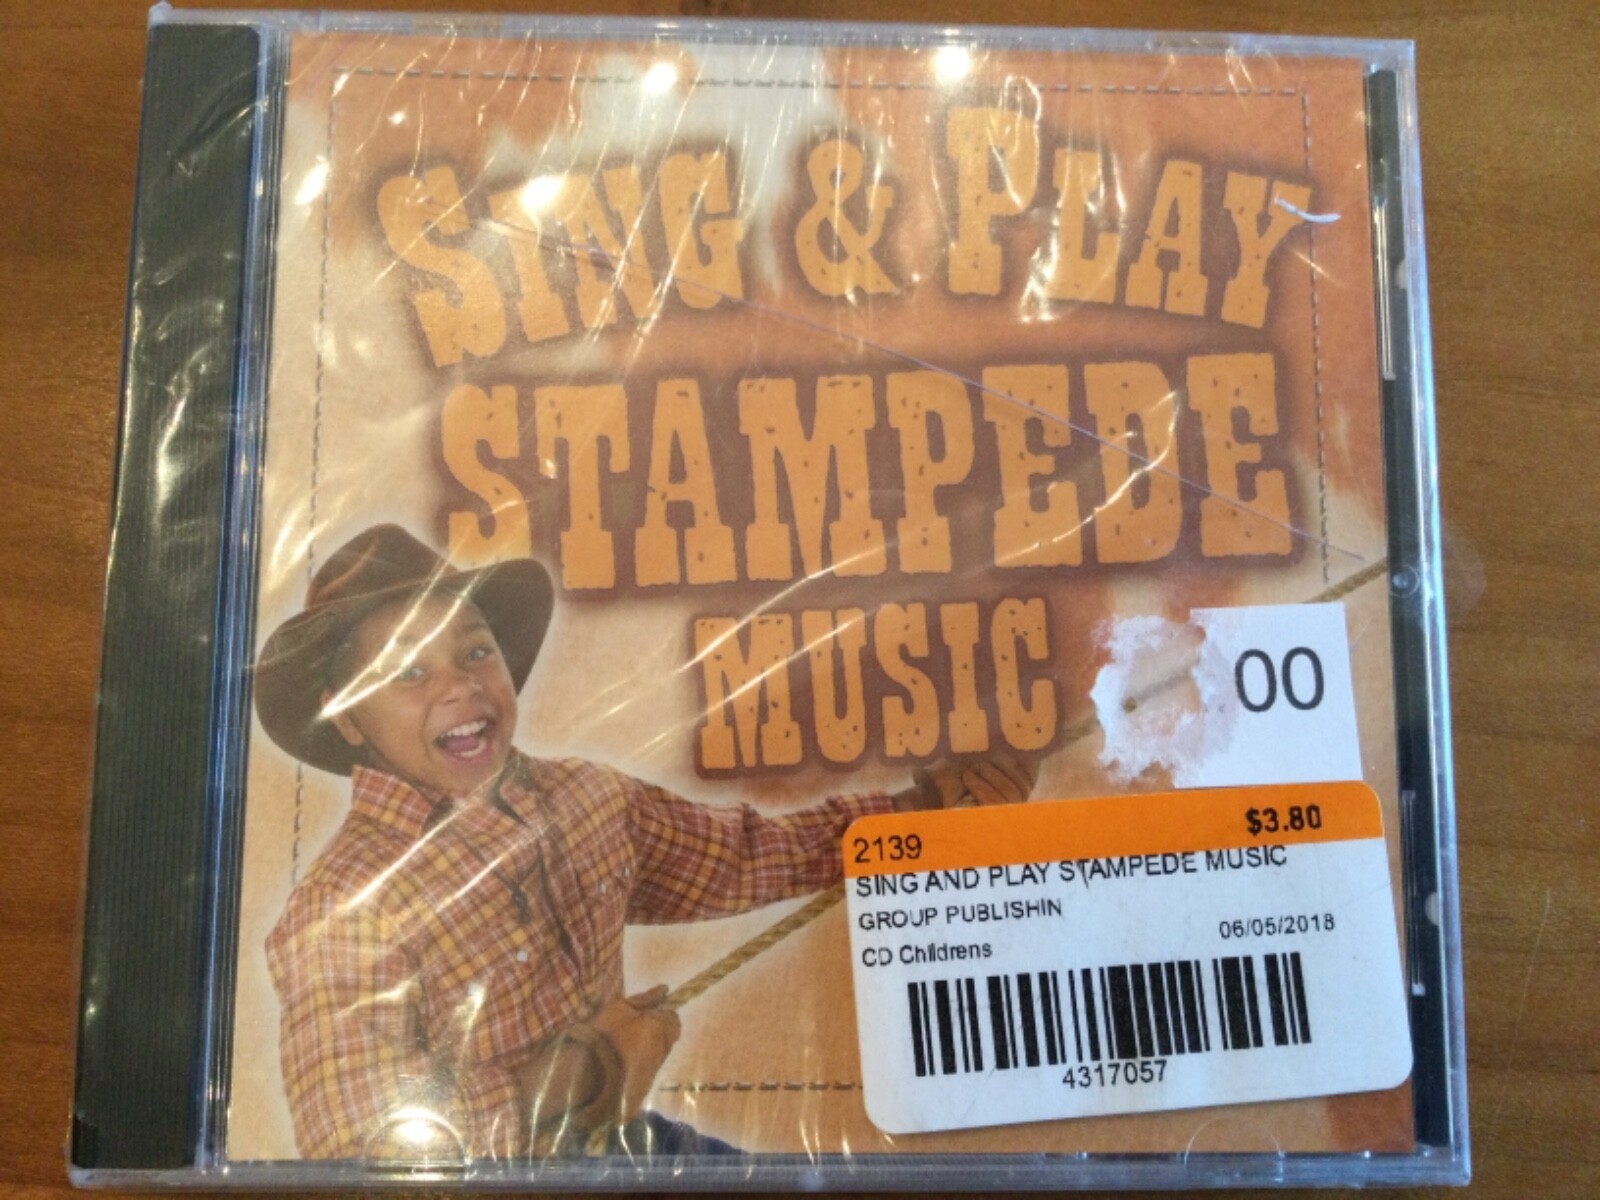 SING & PLAY
STAMPEDE
MUSIC
00
2139 $3.80
SING AND PLAY STAMPEDE MUSIC
GROUP PUBLISHIN
CD Childrens 06/05/2018
4317057